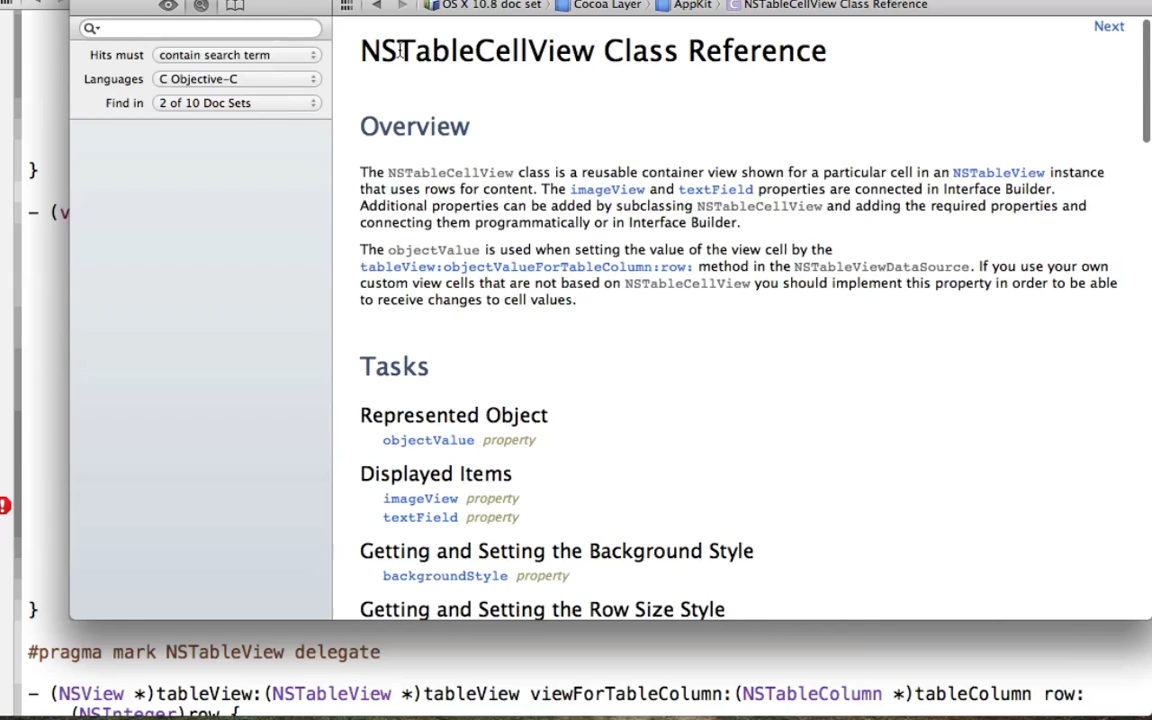 OS X 10.8 doc set Cocoa Layer AppKit NSTableCellView Class Reference
Next
Hits must contain search term
Languages C Objective-C
Find in 2 of 10 Doc Sets
NSTableCellView Class Reference
Overview
The NSTableCellView class is a reusable container view shown for a particular cell in an NSTableView instance
that uses rows for content. The imageView and textField properties are connected in Interface Builder.
Additional properties can be added by subclassing NSTableCellView and adding the required properties and
connecting them programmatically or in Interface Builder.
The objectValue is used when setting the value of the view cell by the
tableView:objectValueForTableColumn:row: method in the NSTableViewDataSource. If you use your own
custom view cells that are not based on NSTableCellView you should implement this property in order to be able
to receive changes to cell values.
Tasks
Represented Object
objectValue property
Displayed Items
imageView property
textField property
Getting and Setting the Background Style
backgroundStyle property
Getting and Setting the Row Size Style
}
- (v
}
#pragma mark NSTableView delegate
- (NSView *)tableView:(NSTableView *)tableView viewForTableColumn:(NSTableColumn *)tableColumn row:
(NSInteger)row {